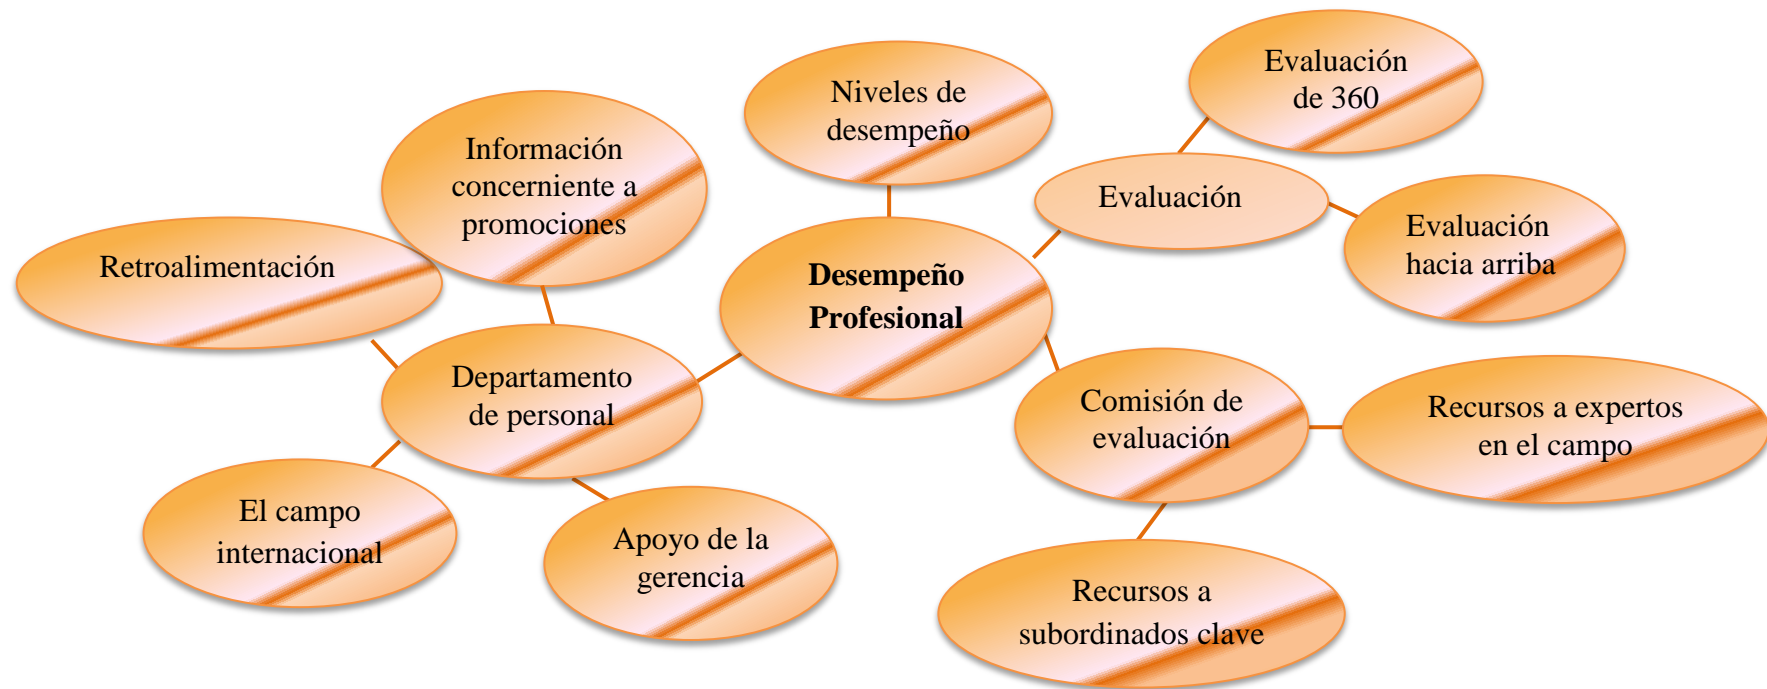 Evaluación
de 360
Niveles de
desempeño
Información
concerniente a
promociones
Evaluación
Evaluación
hacia arriba
Retroalimentación
Desempeño
Profesional
Departamento
de personal
Comisión de
evaluación
Recursos a expertos
en el campo
El campo
internacional
Apoyo de la
gerencia
Recursos a
subordinados clave